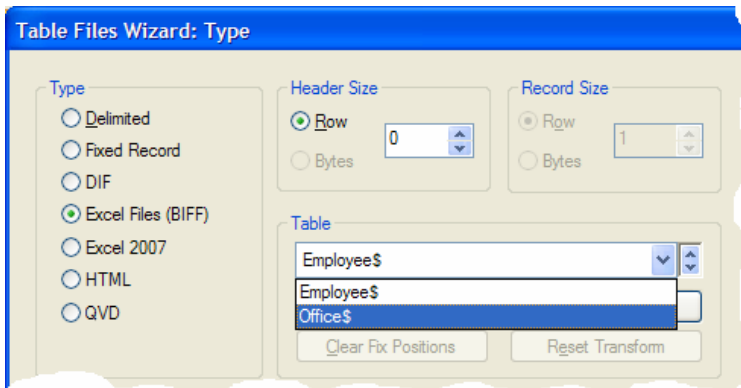 Table Files Wizard: Type
Type
Delimited
Fixed Record
DIF
Excel Files (BIFF)
Excel 2007
HTML
QVD
Header Size
Row
0
Bytes
Record Size
Row
1
Bytes
Table
Employee$
Employee$
Office$
Clear Fix Positions
Reset Transform